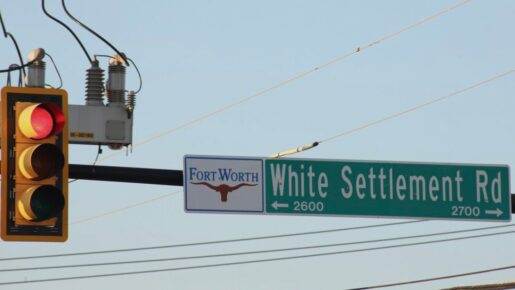 FORT WORTH
White Settlement Rd
← 2600 2700 →